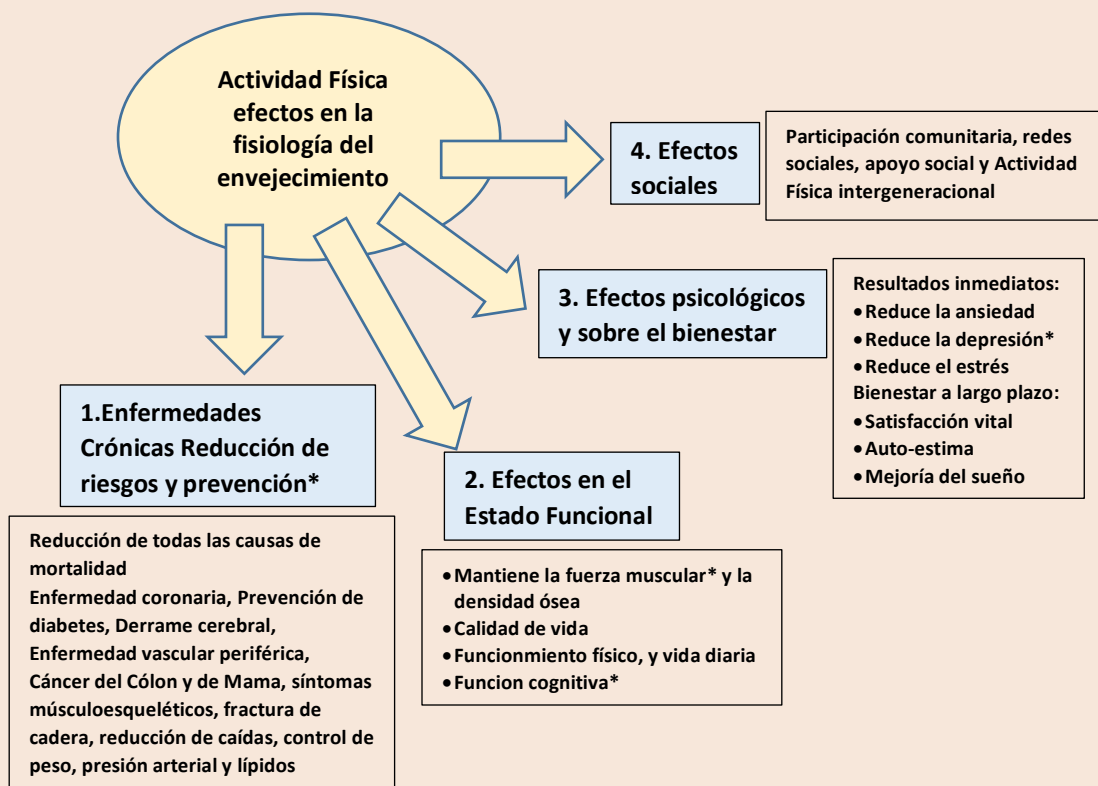 Actividad Física
efectos en la
fisiología del
envejecimiento
4. Efectos
sociales
Participación comunitaria, redes
sociales, apoyo social y Actividad
Física intergeneracional
3. Efectos psicológicos
y sobre el bienestar
Resultados inmediatos:
•Reduce la ansiedad
•Reduce la depresión*
•Reduce el estrés
Bienestar a largo plazo:
•Satisfacción vital
•Auto-estima
•Mejoría del sueño
1.Enfermedades
Crónicas Reducción de
riesgos y prevención*
Reducción de todas las causas de
mortalidad
Enfermedad coronaria, Prevención de
diabetes, Derrame cerebral,
Enfermedad vascular periférica,
Cáncer del Cólon y de Mama, síntomas
músculoesqueléticos, fractura de
cadera, reducción de caídas, control de
peso, presión arterial y lípidos
2. Efectos en el
Estado Funcional
•Mantiene la fuerza muscular* y la
densidad ósea
•Calidad de vida
•Funcionmiento físico, y vida diaria
•Funcion cognitiva*